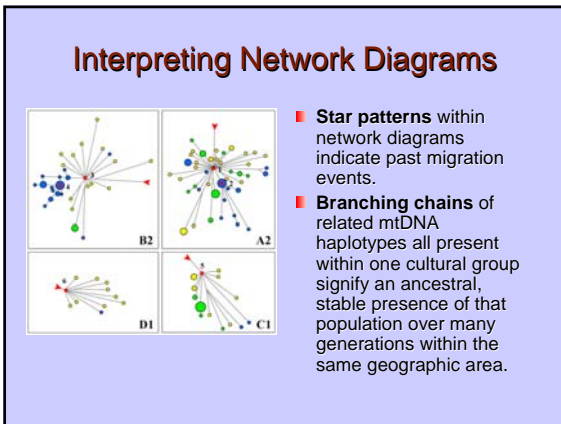 Interpreting Network Diagrams
B2
A2
D1
C1
Star patterns within
network diagrams
indicate past migration
events.
Branching chains of
related mtDNA
haplotypes all present
within one cultural group
signify an ancestral,
stable presence of that
population over many
generations within the
same geographic area.